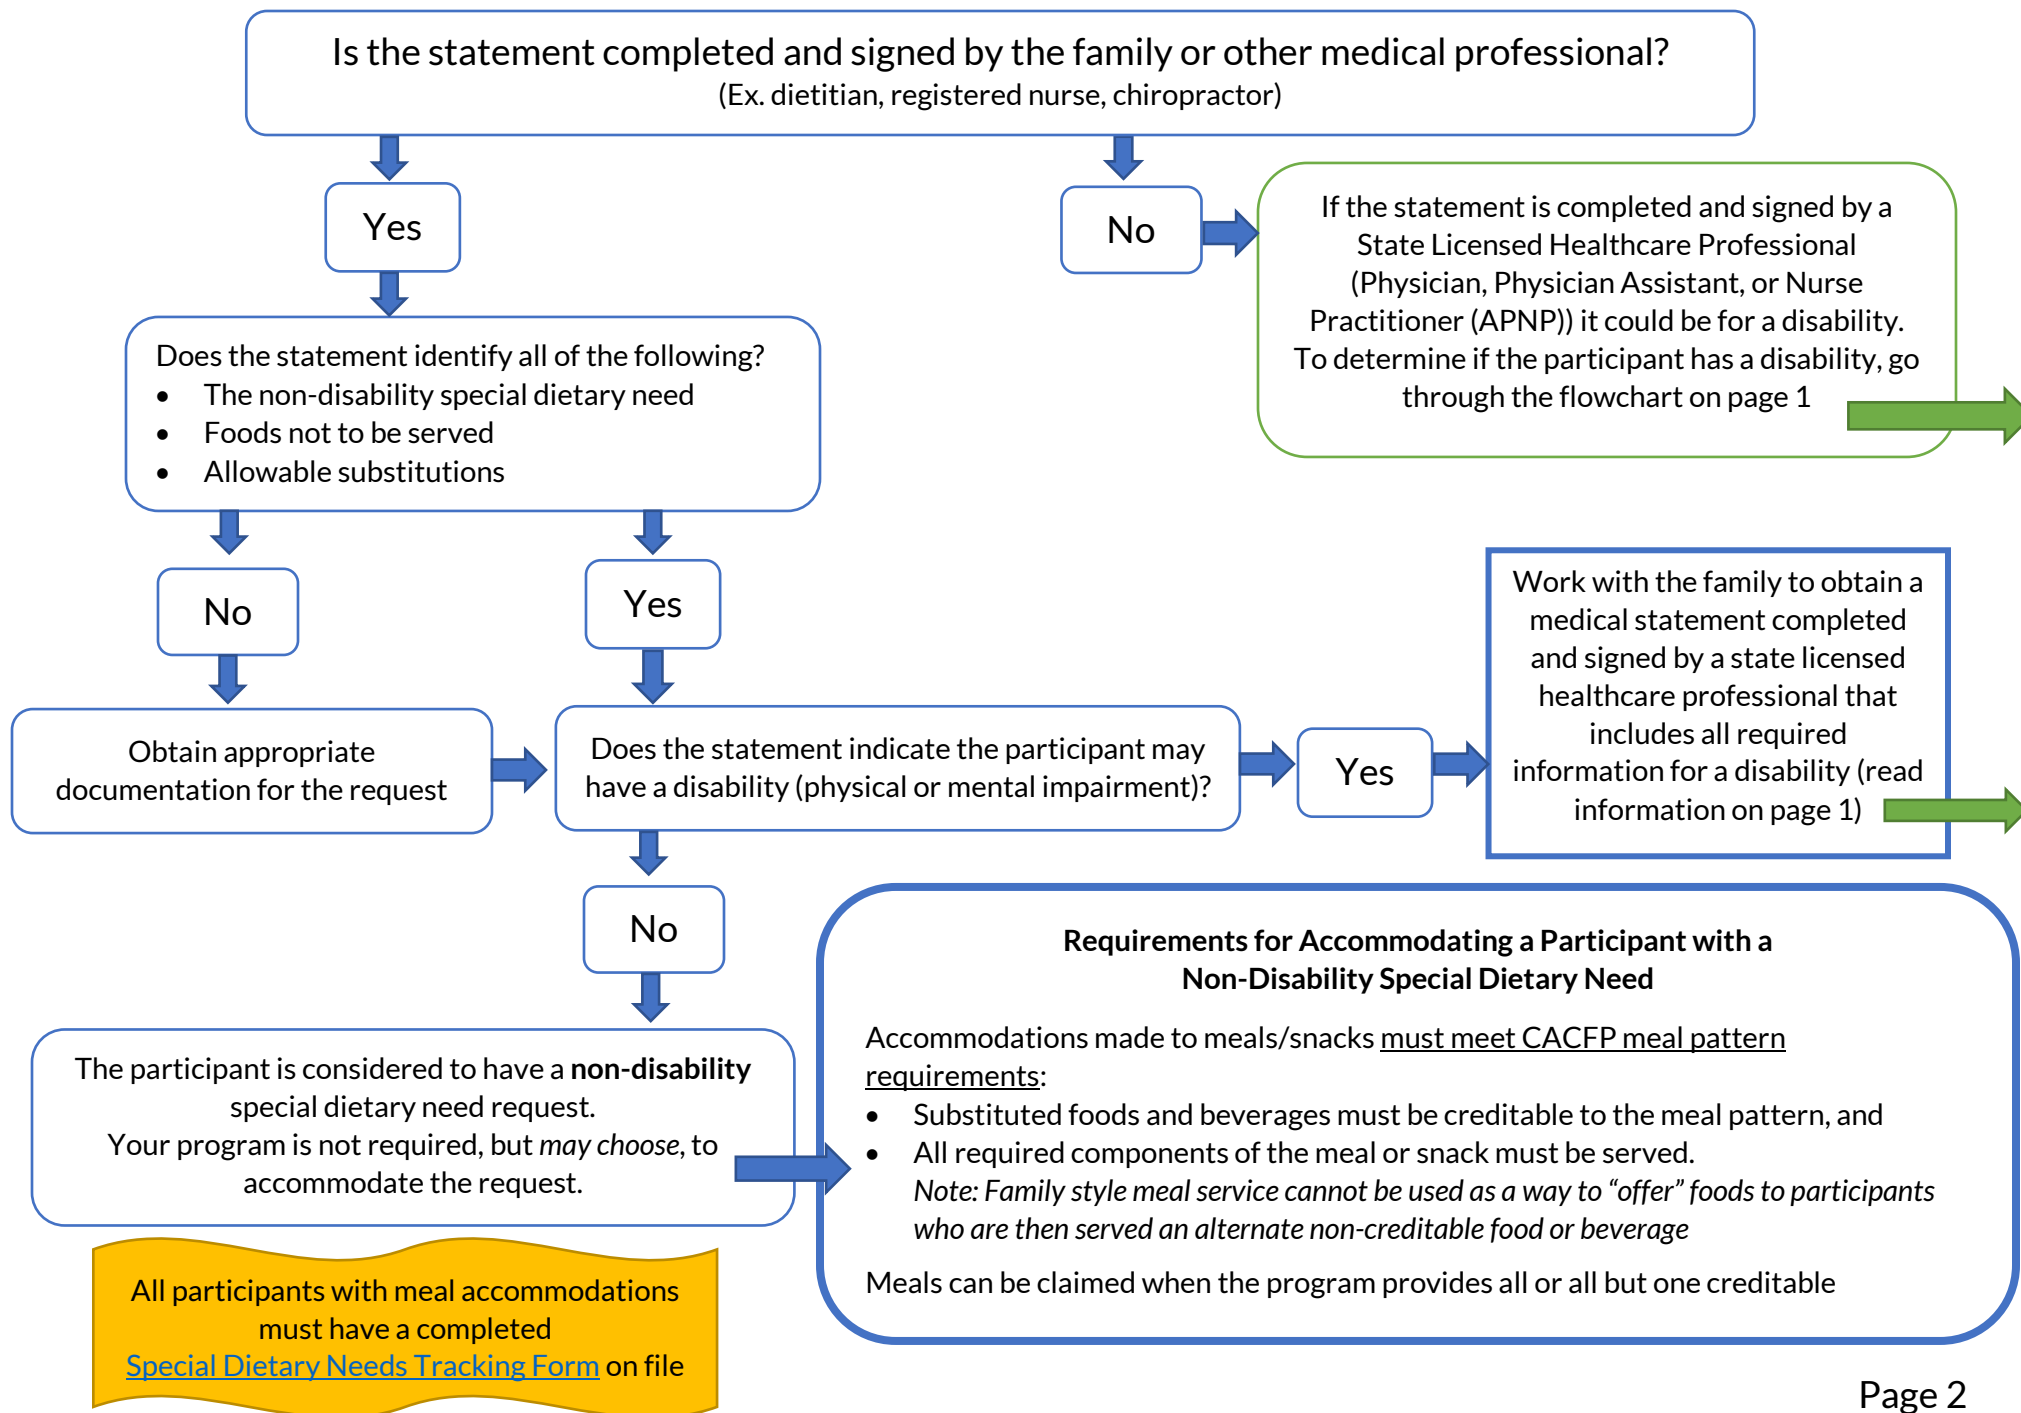 Is the statement completed and signed by the family or other medical professional?
(Ex. dietitian, registered nurse, chiropractor)
Yes
No
If the statement is completed and signed by a
State Licensed Healthcare Professional
(Physician, Physician Assistant, or Nurse
Practitioner (APNP)) it could be for a disability.
To determine if the participant has a disability, go
through the flowchart on page 1
Does the statement identify all of the following?
• The non-disability special dietary need
• Foods not to be served
• Allowable substitutions
No
Yes
Obtain appropriate
documentation for the request
Does the statement indicate the participant may
have a disability (physical or mental impairment)?
Yes
Work with the family to obtain a
medical statement completed
and signed by a state licensed
healthcare professional that
includes all required
information for a disability (read
information on page 1)
No
The participant is considered to have a non-disability
special dietary need request.
Your program is not required, but may choose, to
accommodate the request.
Requirements for Accommodating a Participant with a
Non-Disability Special Dietary Need
Accommodations made to meals/snacks must meet CACFP meal pattern
requirements:
• Substituted foods and beverages must be creditable to the meal pattern, and
• All required components of the meal or snack must be served.
Note: Family style meal service cannot be used as a way to “offer” foods to participants
who are then served an alternate non-creditable food or beverage
Meals can be claimed when the program provides all or all but one creditable
All participants with meal accommodations
must have a completed
Special Dietary Needs Tracking Form on file
Page 2